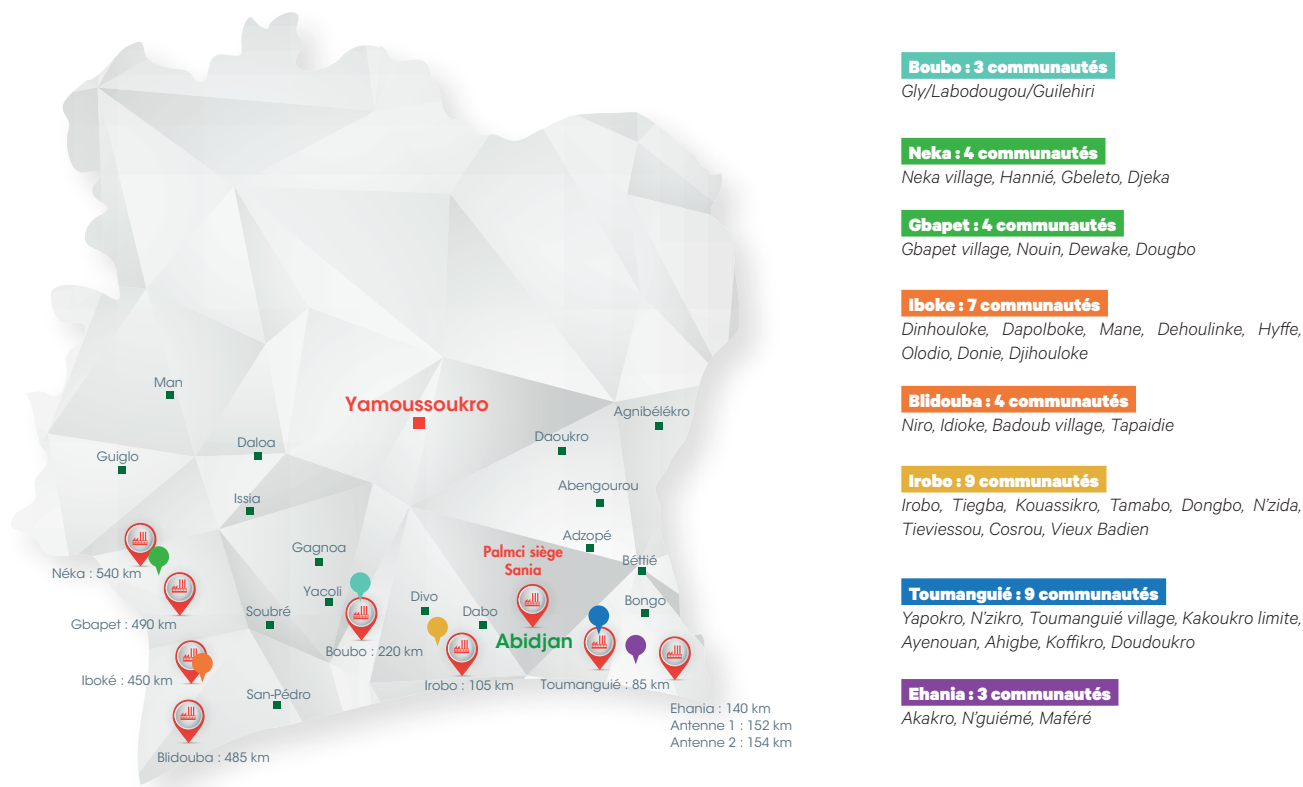 Man
Yamoussoukro
Agnibélékro
Daoukro
Daloa
Guiglo
Abengourou
Issia
Adzopé
Gagnoa
Palmci siège
Sania
Béttié
Néka : 540 km
Yacoli
Divo
Bongo
Soubré
Dabo
Gbapet : 490 km
Abidjan
Boubo : 220 km
Iboké : 450 km
Irobo : 105 km
Toumanguié : 85 km
San-Pédro
Ehania : 140 km
Antenne 1 : 152 km
Antenne 2 : 154 km
Blidouba : 485 km
Boubo : 3 communautés
Gly/Labodougou/Guilehiri
Neka : 4 communautés
Neka village, Hannié, Gbeleto, Djeka
Gbapet : 4 communautés
Gbapet village, Nouin, Dewake, Dougbo
Iboke : 7 communautés
Dinhouloke, Dapolboke, Mane, Dehoulinke, Hyffe,
Olodio, Donie, Djihouloke
Blidouba : 4 communautés
Niro, Idioke, Badoub village, Tapaidie
Irobo : 9 communautés
Irobo, Tiegba, Kouassikro, Tamabo, Dongbo, N'zida,
Tieviessou, Cosrou, Vieux Badien
Toumanguié : 9 communautés
Yapokro, N'zikro, Toumanguié village, Kakoukro limite,
Ayenouan, Ahigbe, Koffikro, Doudoukro
Ehania : 3 communautés
Akakro, N'guiémé, Maféré